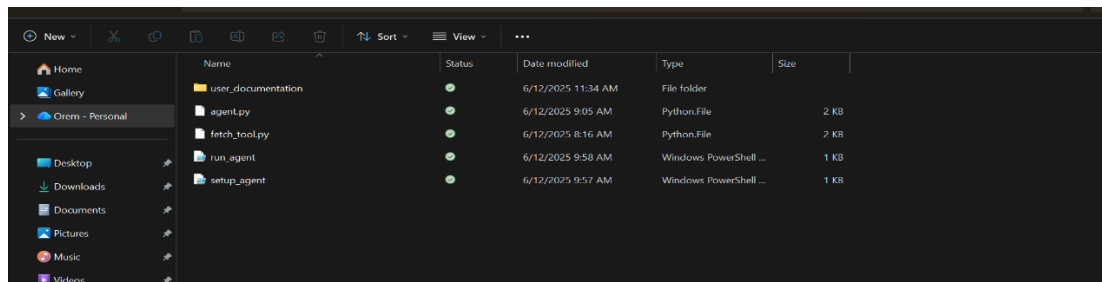 New Sort View ...
Name Status Date modified Type Size
Home
Gallery
Orem - Personal
Desktop
Downloads
Documents
Pictures
Music
Videos
user_documentation 6/12/2025 11:34 AM File folder
agent.py 6/12/2025 9:05 AM Python.File 2 KB
fetch_tool.py 6/12/2025 8:16 AM Python.File 2 KB
run_agent 6/12/2025 9:58 AM Windows PowerShell ... 1 KB
setup_agent 6/12/2025 9:57 AM Windows PowerShell ... 1 KB